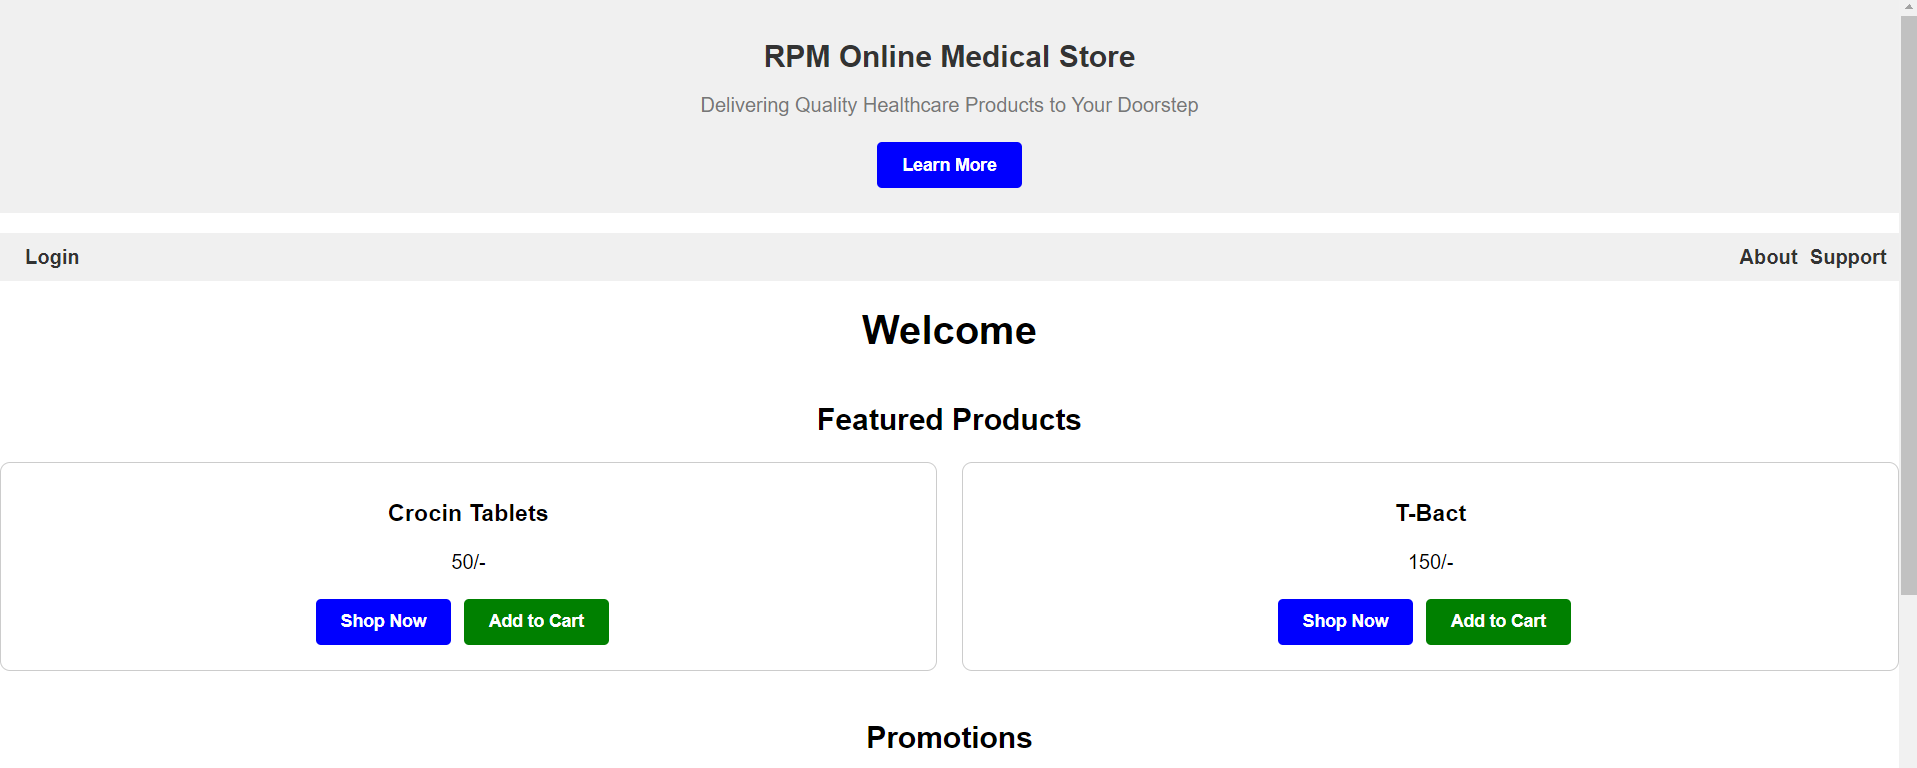 RPM Online Medical Store
Delivering Quality Healthcare Products to Your Doorstep
Learn More
Login About Support
Welcome
Featured Products
Crocin Tablets
50/-
Shop Now Add to Cart
T-Bact
150/-
Shop Now Add to Cart
Promotions